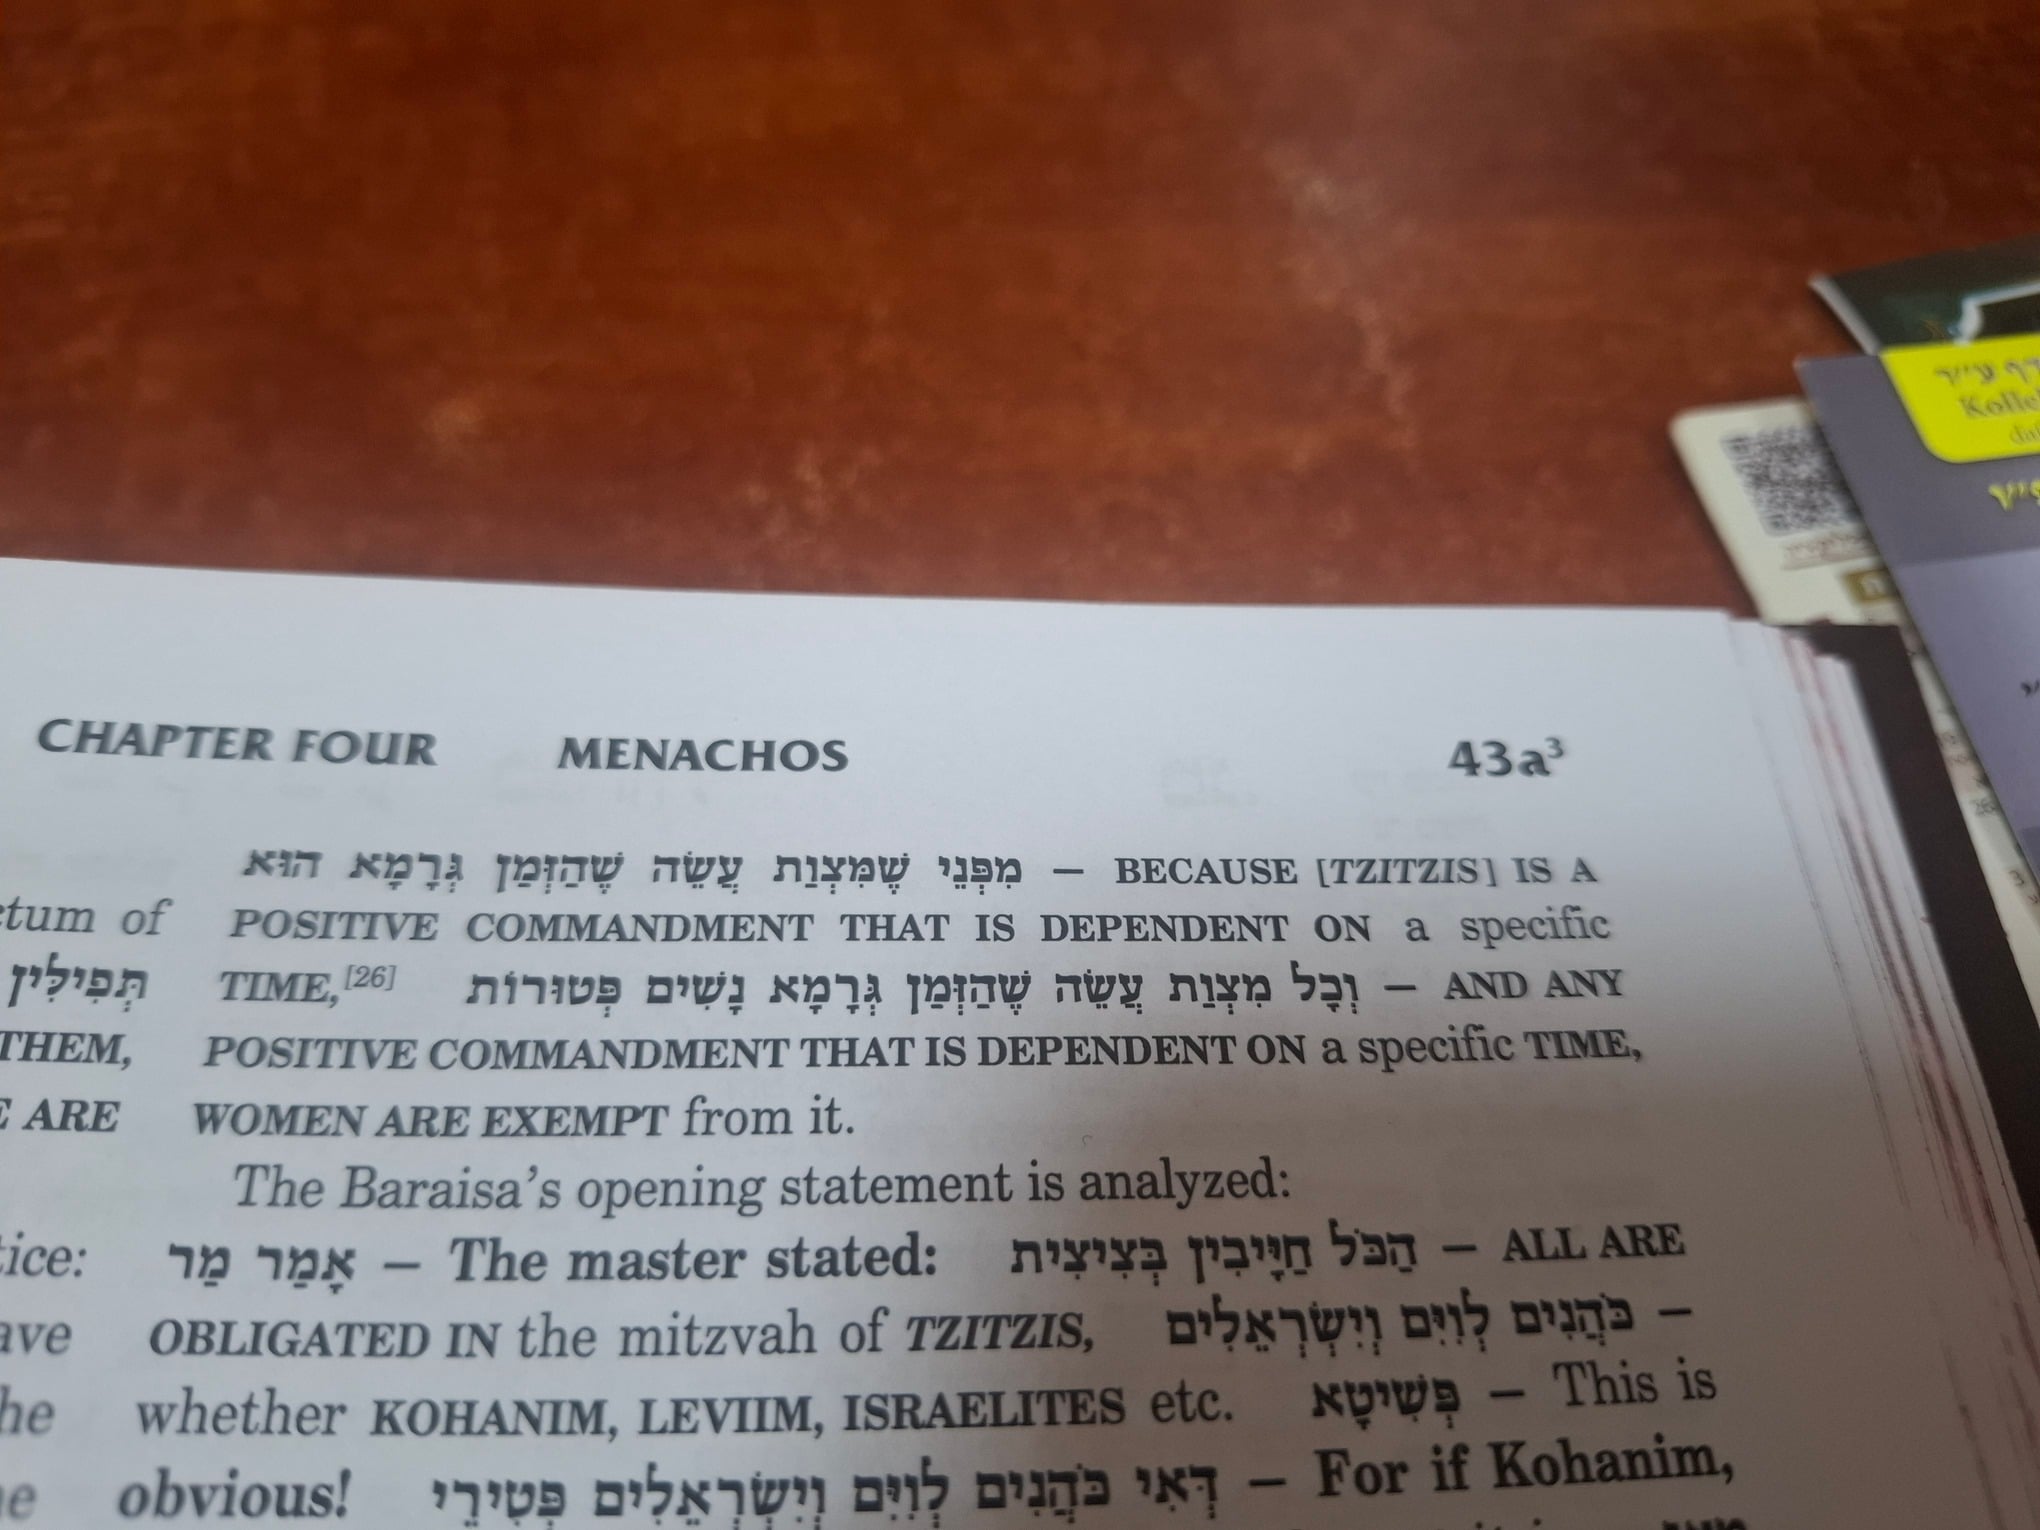 CHAPTER FOUR MENACHOS 43a³
of
תְּפִילִּין
THEM,
ARE
מִפְּנֵי שֶׁמִּצְוַת עֲשֵׂה שֶׁהַזְּמַן גְּרָמָא הוּא — BECAUSE [TZITZIS] IS A
POSITIVE COMMANDMENT THAT IS DEPENDENT ON a specific
TIME,[26] וְכָל מִצְוַת עֲשֵׂה שֶׁהַזְּמַן גְּרָמָא נָשִׁים פְּטוּרוֹת — AND ANY
POSITIVE COMMANDMENT THAT IS DEPENDENT ON a specific TIME,
WOMEN ARE EXEMPT from it.
The Baraisa’s opening statement is analyzed:
אָמַר מַר — The master stated: הַכֹּל חַיָּיבִין בְּצִיצִית — ALL ARE
OBLIGATED IN the mitzvah of TZITZIS, כֹּהֲנִים לְוִיִּם וְיִשְׂרְאֵלִים —
whether KOHANIM, LEVIIM, ISRAELITES etc. פְּשִׁיטָא — This is
obvious! דְּאִי כֹּהֲנִים לְוִיִּם וְיִשְׂרְאֵלִים פְּטִירֵי — For if Kohanim,